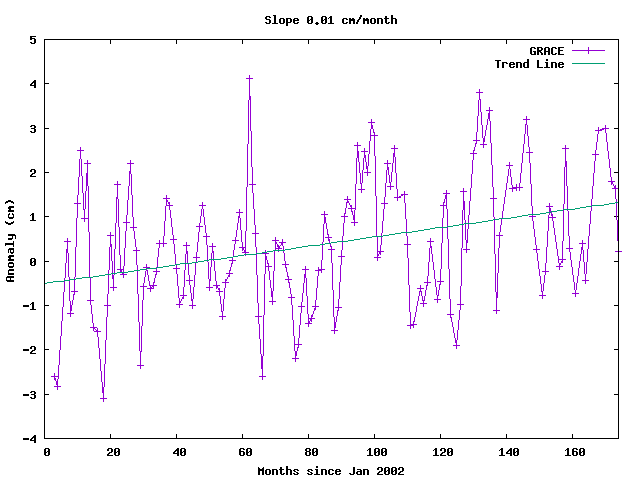 Slope 0.01 cm/month
GRACE
Trend Line
5
4
3
2
1
0
-1
-2
-3
-4
Anomaly (cm)
0 20 40 60 80 100 120 140 160
Months since Jan 2002